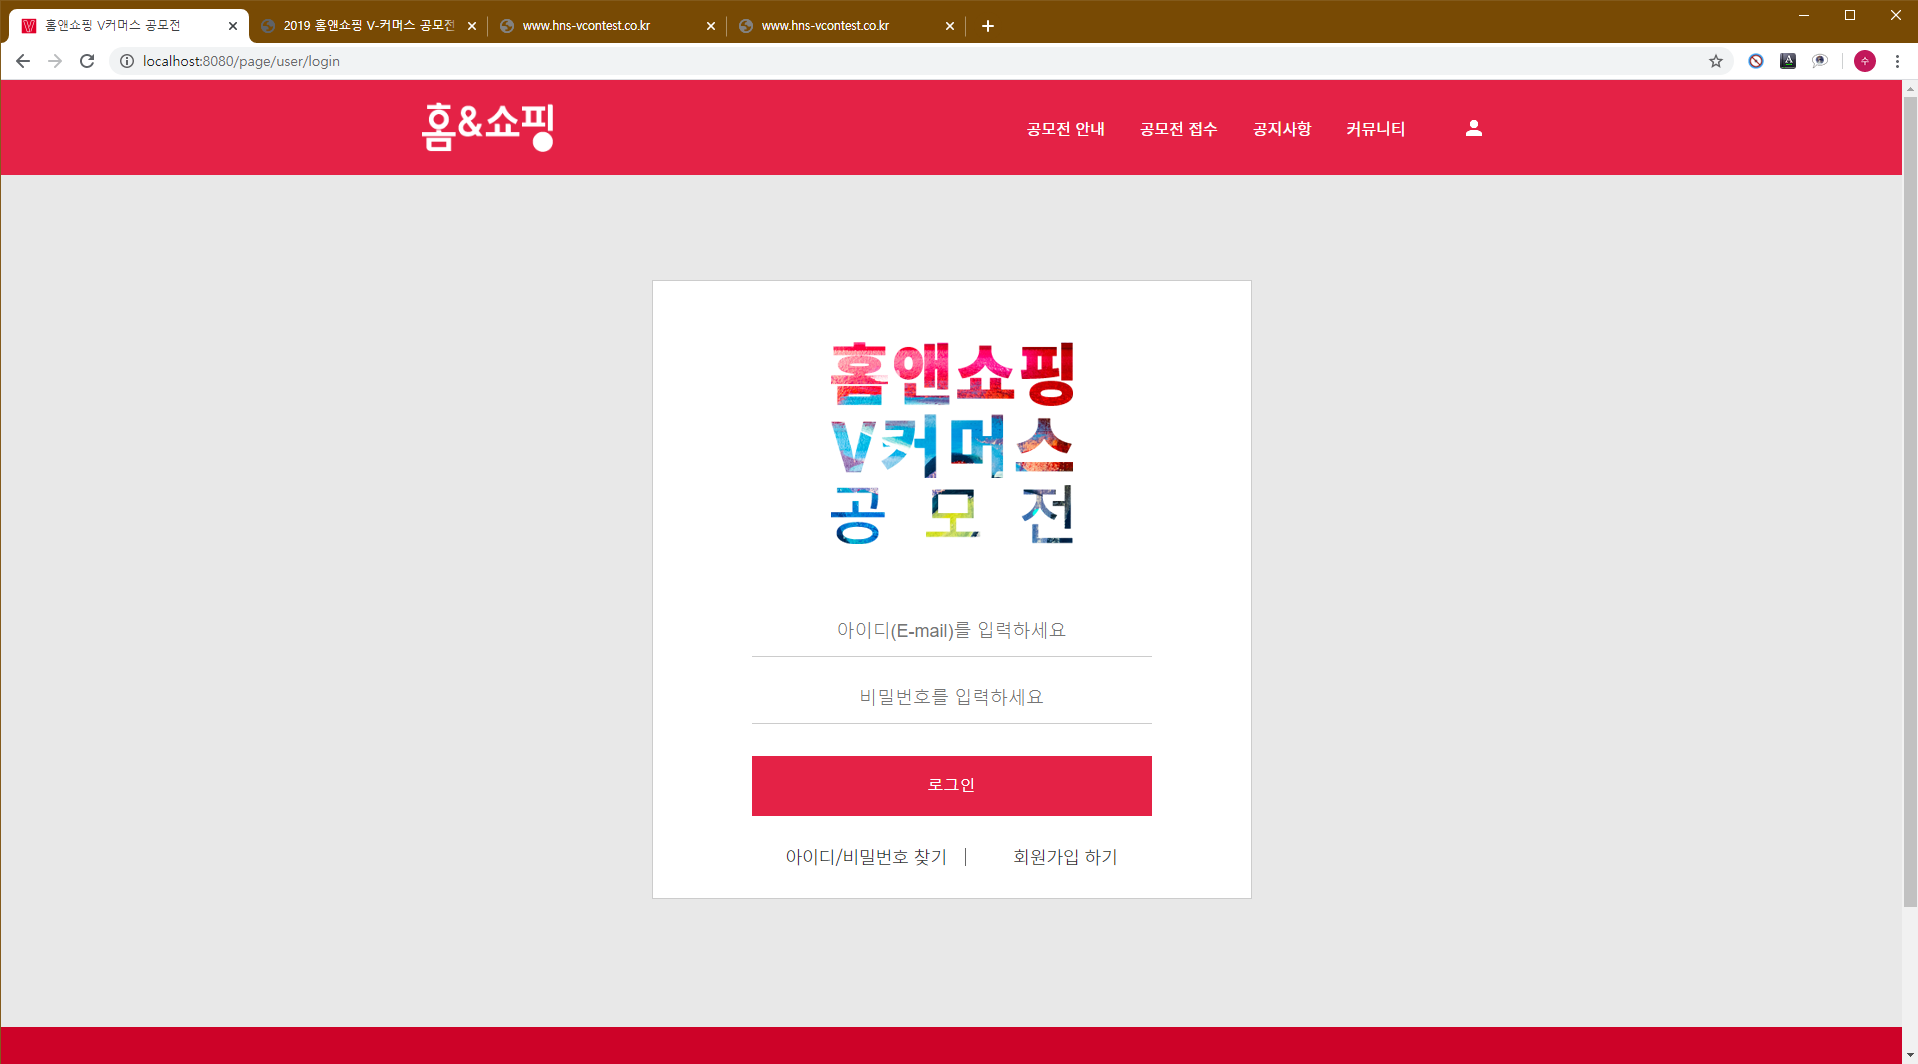 홈앤쇼핑 V커머스 공모전
2019 홈앤쇼핑 V-커머스 공모전
www.hns-vcontest.co.kr
www.hns-vcontest.co.kr
localhost:8080/page/user/login
A
수
홈&쇼핑
공모전 안내
공모전 접수
공지사항
커뮤니티
홈앤쇼핑
V커머스
공 모 전
아이디(E-mail)를 입력하세요
비밀번호를 입력하세요
로그인
아이디/비밀번호 찾기 | 회원가입 하기